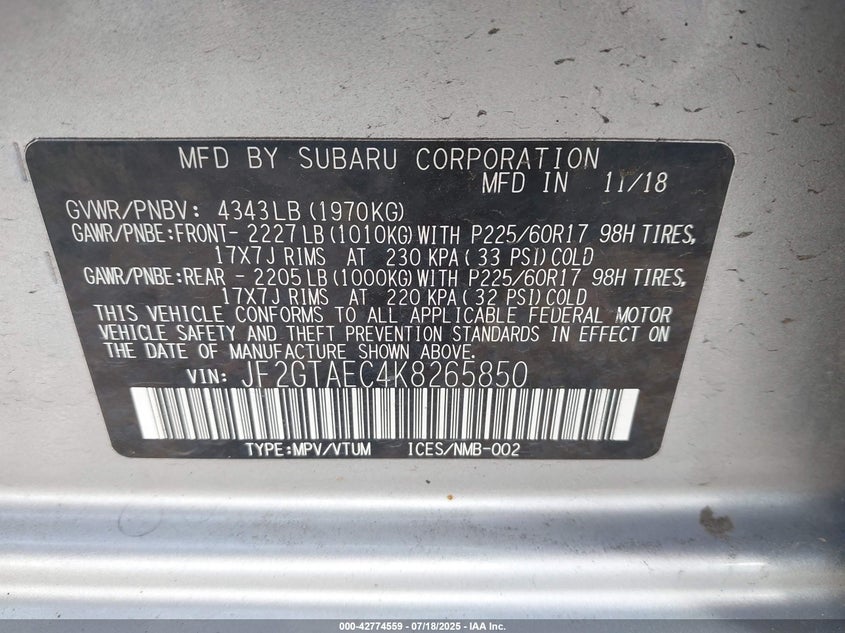 MFD BY SUBARU CORPORATION
MFD IN 11/18
GVWR/PNBV: 4343LB (1970KG)
GAWR/PNBE:FRONT- 2227LB (1010KG) WITH P225/60R17 98H TIRES,
17X7J RIMS AT 230 KPA ( 33 PSI) COLD
GAWR/PNBE:REAR - 2205LB (1000KG) WITH P225/60R17 98H TIRES,
17X7J RIMS AT 220 KPA ( 32 PSI) COLD
THIS VEHICLE CONFORMS TO ALL APPLICABLE FEDERAL MOTOR
VEHICLE SAFETY AND THEFT PREVENTION STANDARDS IN EFFECT ON
THE DATE OF MANUFACTURE SHOWN ABOVE.
VIN: JF2GTAEC4K8265850
TYPE:MPV/VTUM ICES/NMB-002
000-42774559 - 07/18/2025 - IAA Inc.